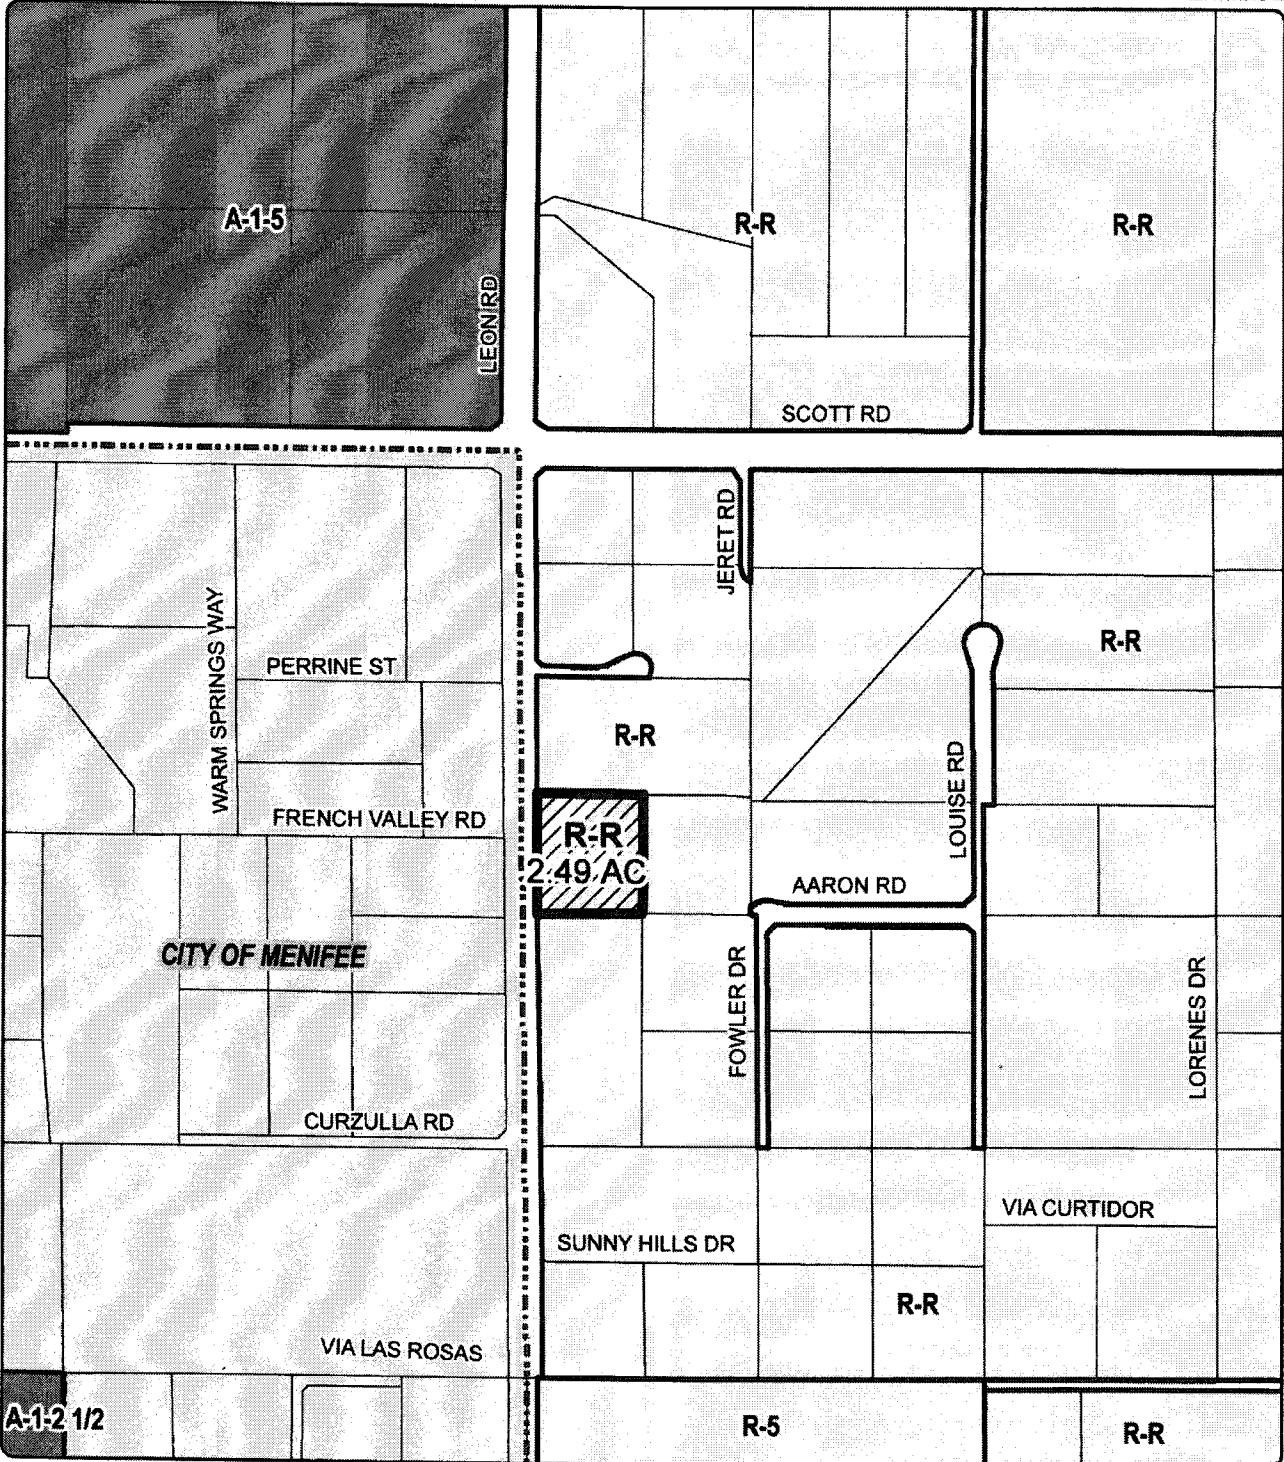 A-1-5
R-R
R-R
LEON RD
SCOTT RD
JERET RD
WARM SPRINGS WAY
PERRINE ST
R-R
R-R
LOUISE RD
FRENCH VALLEY RD
R-R
2.49 AC
AARON RD
CITY OF MENIFEE
FOWLER DR
LORENES DR
CURZULLA RD
VIA CURTIDOR
SUNNY HILLS DR
R-R
VIA LAS ROSAS
A-1-2 1/2
R-5
R-R